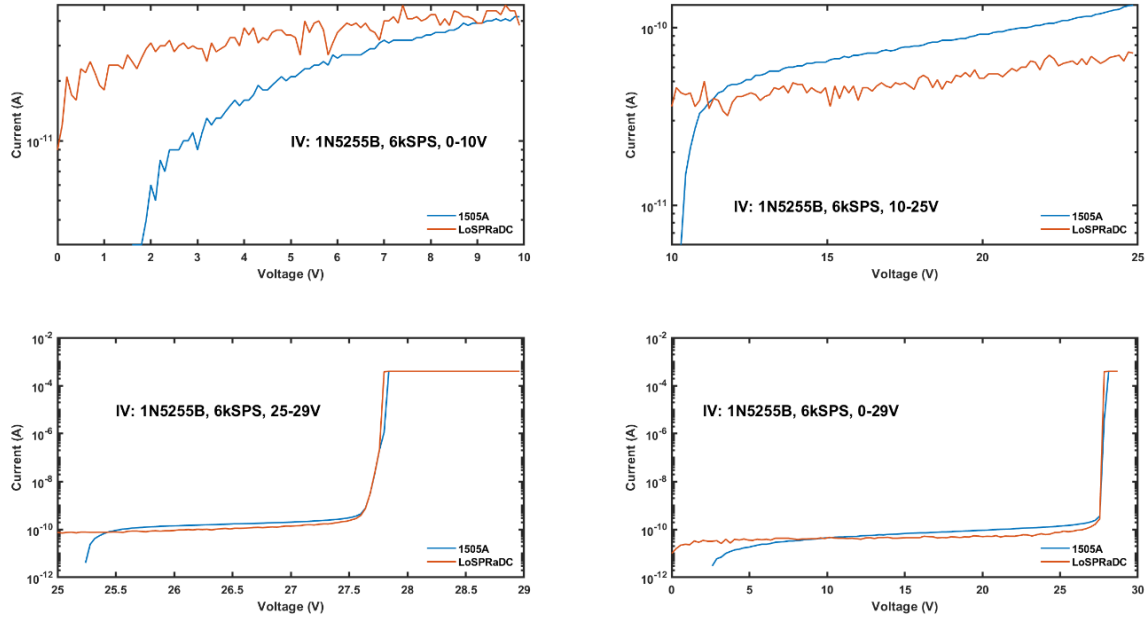 Current (A)
10^-11
IV: 1N5255B, 6kSPS, 0-10V
1505A
LoSPRaDC
0 1 2 3 4 5 6 7 8 9 10
Voltage (V)
Current (A)
10^-10
10^-11
IV: 1N5255B, 6kSPS, 10-25V
1505A
LoSPRaDC
10 15 20 25
Voltage (V)
Current (A)
10^-2
10^-4
10^-6
10^-8
10^-10
10^-12
IV: 1N5255B, 6kSPS, 25-29V
1505A
LoSPRaDC
25 25.5 26 26.5 27 27.5 28 28.5 29
Voltage (V)
Current (A)
10^-2
10^-4
10^-6
10^-8
10^-10
10^-12
IV: 1N5255B, 6kSPS, 0-29V
1505A
LoSPRaDC
0 5 10 15 20 25 30
Voltage (V)